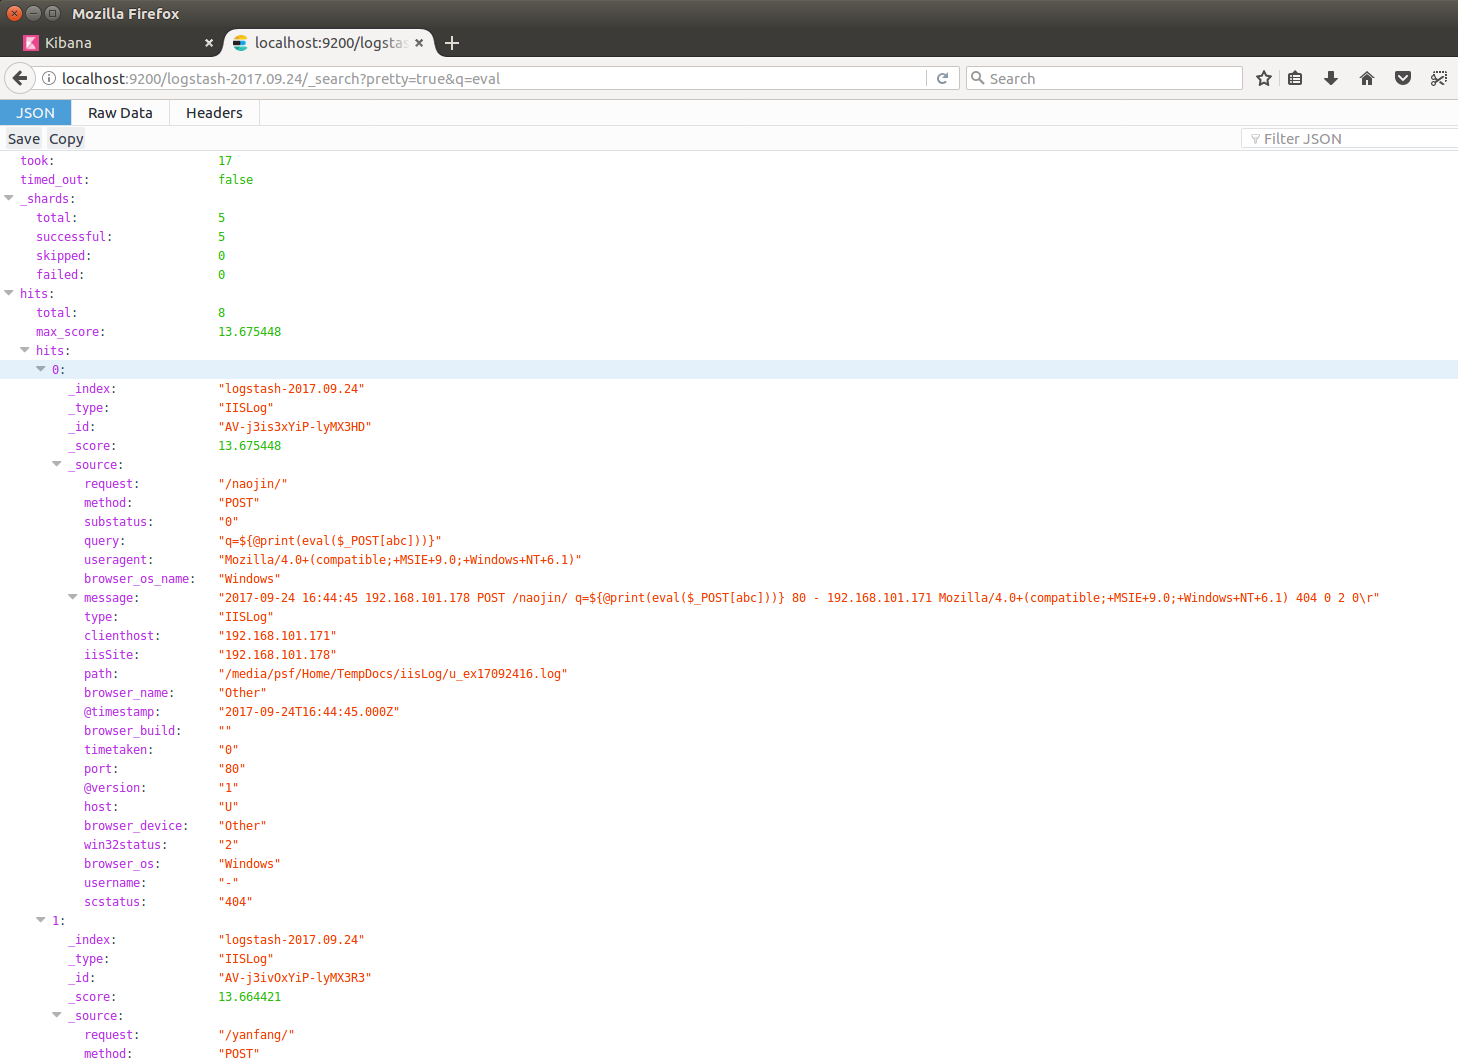 Mozilla Firefox
Kibana
localhost:9200/logstas
localhost:9200/logstash-2017.09.24/_search?pretty=true&q=eval
Search
JSON Raw Data Headers
Save Copy
Filter JSON
took: 17
timed_out: false
_shards:
total: 5
successful: 5
skipped: 0
failed: 0
hits:
total: 8
max_score: 13.675448
hits:
0:
_index: "logstash-2017.09.24"
_type: "IISLog"
_id: "AV-j3is3xYiP-lyMX3HD"
_score: 13.675448
_source:
request: "/naojin/"
method: "POST"
substatus: "0"
query: "q=${@print(eval($_POST[abc]))}"
useragent: "Mozilla/4.0+(compatible;+MSIE+9.0;+Windows+NT+6.1)"
browser_os_name: "Windows"
message: "2017-09-24 16:44:45 192.168.101.178 POST /naojin/ q=${@print(eval($_POST[abc]))} 80 - 192.168.101.171 Mozilla/4.0+(compatible;+MSIE+9.0;+Windows+NT+6.1) 404 0 2 0\r"
type: "IISLog"
clienthost: "192.168.101.171"
iisSite: "192.168.101.178"
path: "/media/psf/Home/TempDocs/iisLog/u_ex17092416.log"
browser_name: "Other"
@timestamp: "2017-09-24T16:44:45.000Z"
browser_build: ""
timetaken: "0"
port: "80"
@version: "1"
host: "U"
browser_device: "Other"
win32status: "2"
browser_os: "Windows"
username: "-"
scstatus: "404"
1:
_index: "logstash-2017.09.24"
_type: "IISLog"
_id: "AV-j3ivOxYiP-lyMX3R3"
_score: 13.664421
_source:
request: "/yanfang/"
method: "POST"